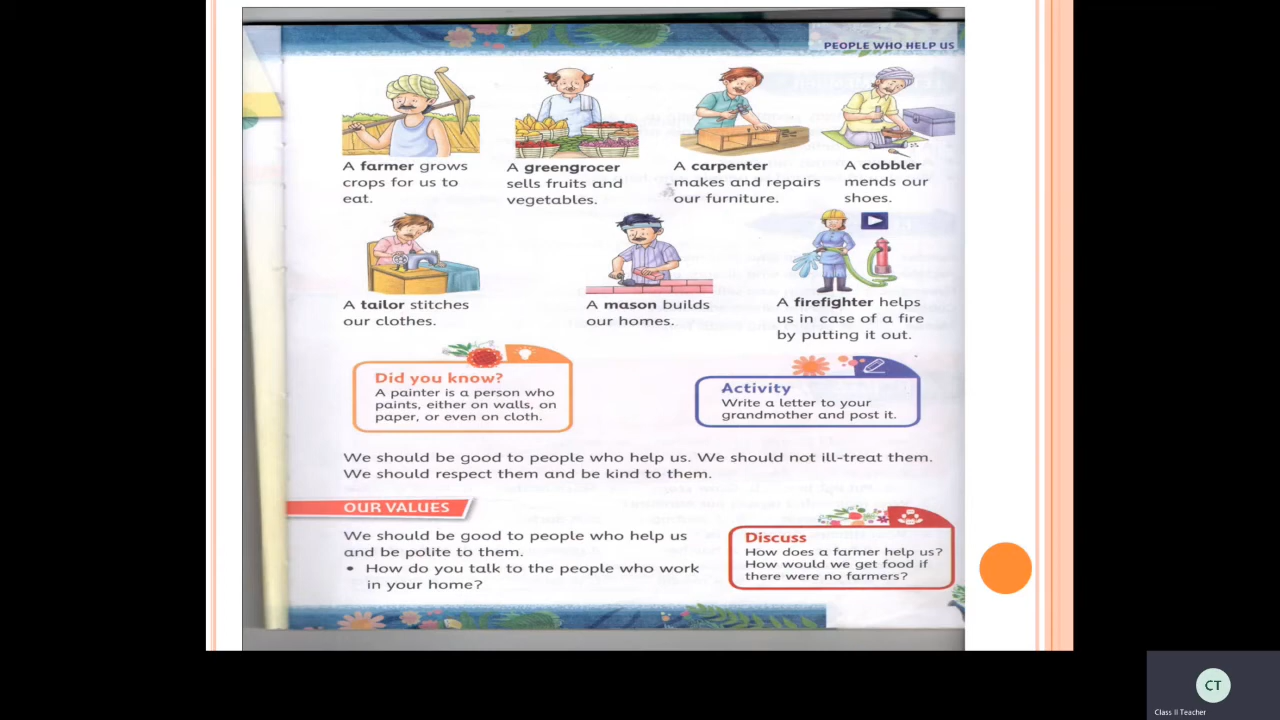 PEOPLE WHO HELP US
A farmer grows
crops for us to
eat.
A greengrocer
sells fruits and
vegetables.
A carpenter
makes and repairs
our furniture.
A cobbler
mends our
shoes.
A tailor stitches
our clothes.
A mason builds
our homes.
A firefighter helps
us in case of a fire
by putting it out.
Did you know?
A painter is a person who
paints, either on walls, on
paper, or even on cloth.
Activity
Write a letter to your
grandmother and post it.
We should be good to people who help us. We should not ill-treat them.
We should respect them and be kind to them.
OUR VALUES
We should be good to people who help us
and be polite to them.
• How do you talk to the people who work
in your home?
Discuss
How does a farmer help us?
How would we get food if
there were no farmers?
CT
Class II Teacher